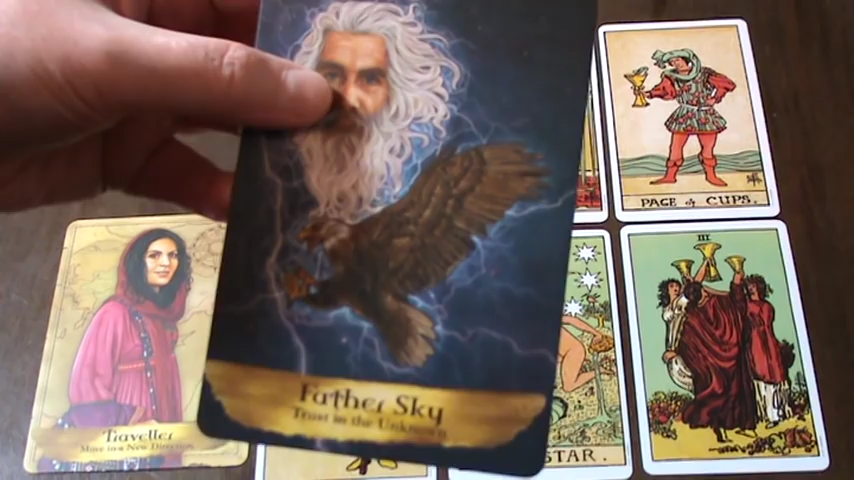 PAGE of CUPS.
III
Father Sky
Trust in the Unknown
Traveller
Move in a New Direction
STAR.